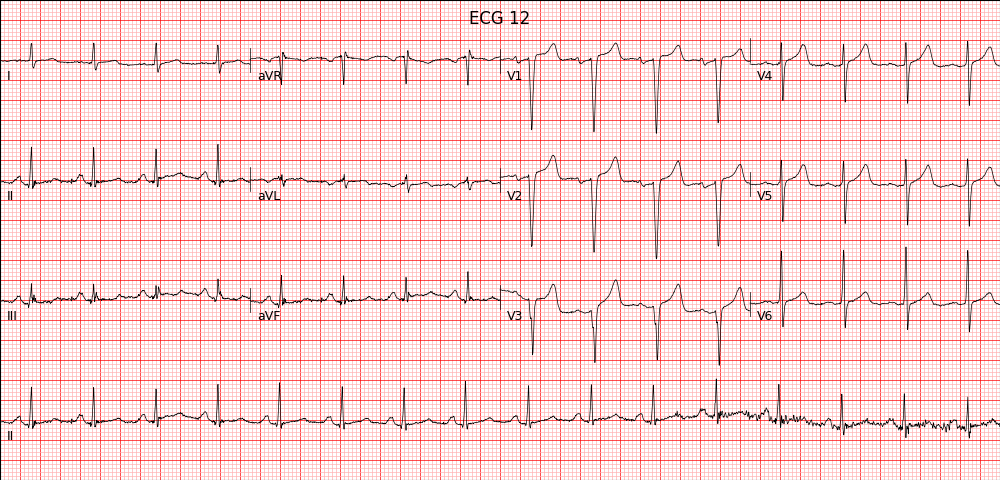 ECG 12
I aVR V1 V4
II aVL V2 V5
III aVF V3 V6
II